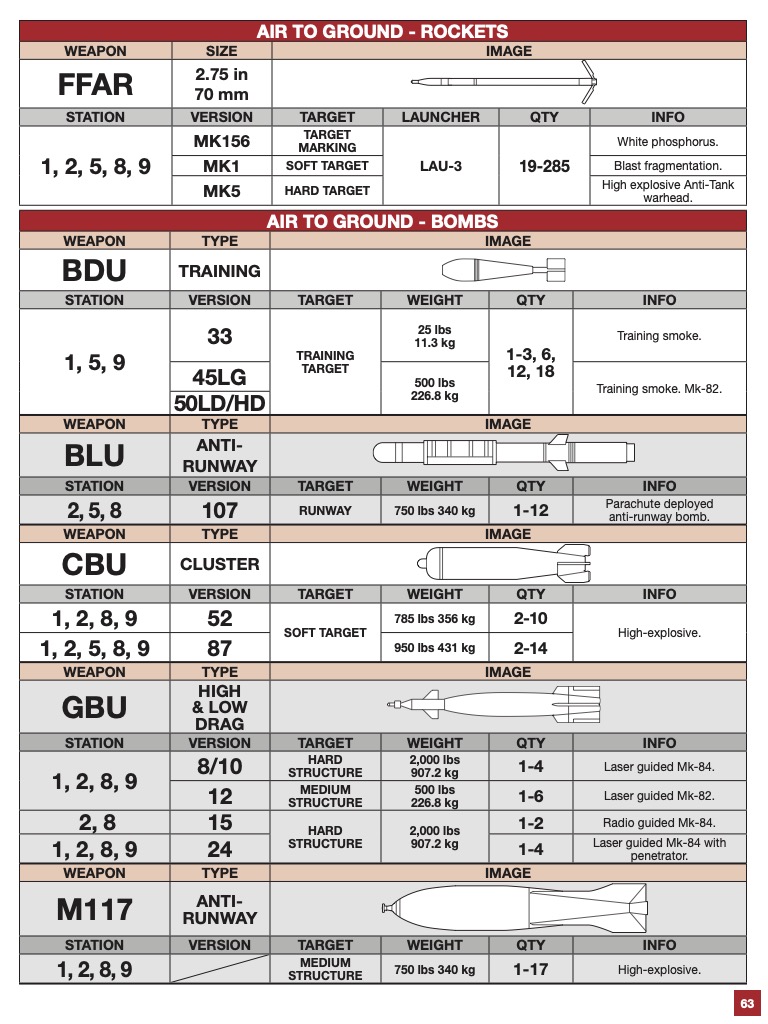 AIR TO GROUND - ROCKETS
WEAPON SIZE IMAGE
FFAR 2.75 in
70 mm
STATION VERSION TARGET LAUNCHER QTY INFO
1, 2, 5, 8, 9 MK156 TARGET
MARKING LAU-3 19-285 White phosphorus.
MK1 SOFT TARGET Blast fragmentation.
MK5 HARD TARGET High explosive Anti-Tank
warhead.
AIR TO GROUND - BOMBS
WEAPON TYPE IMAGE
BDU TRAINING
STATION VERSION TARGET WEIGHT QTY INFO
1, 5, 9 33 TRAINING
TARGET 25 lbs
11.3 kg 1-3, 6,
12, 18 Training smoke.
45LG 500 lbs
226.8 kg Training smoke. Mk-82.
50LD/HD
WEAPON TYPE IMAGE
BLU ANTI-
RUNWAY
STATION VERSION TARGET WEIGHT QTY INFO
2, 5, 8 107 RUNWAY 750 lbs 340 kg 1-12 Parachute deployed
anti-runway bomb.
WEAPON TYPE IMAGE
CBU CLUSTER
STATION VERSION TARGET WEIGHT QTY INFO
1, 2, 8, 9 52 SOFT TARGET 785 lbs 356 kg 2-10 High-explosive.
1, 2, 5, 8, 9 87 950 lbs 431 kg 2-14
WEAPON TYPE IMAGE
GBU HIGH
& LOW
DRAG
STATION VERSION TARGET WEIGHT QTY INFO
1, 2, 8, 9 8/10 HARD
STRUCTURE 2,000 lbs
907.2 kg 1-4 Laser guided Mk-84.
12 MEDIUM
STRUCTURE 500 lbs
226.8 kg 1-6 Laser guided Mk-82.
2, 8 15 HARD
STRUCTURE 2,000 lbs
907.2 kg 1-2 Radio guided Mk-84.
1, 2, 8, 9 24 1-4 Laser guided Mk-84 with
penetrator.
WEAPON TYPE IMAGE
M117 ANTI-
RUNWAY
STATION VERSION TARGET WEIGHT QTY INFO
1, 2, 8, 9 MEDIUM
STRUCTURE 750 lbs 340 kg 1-17 High-explosive.
63